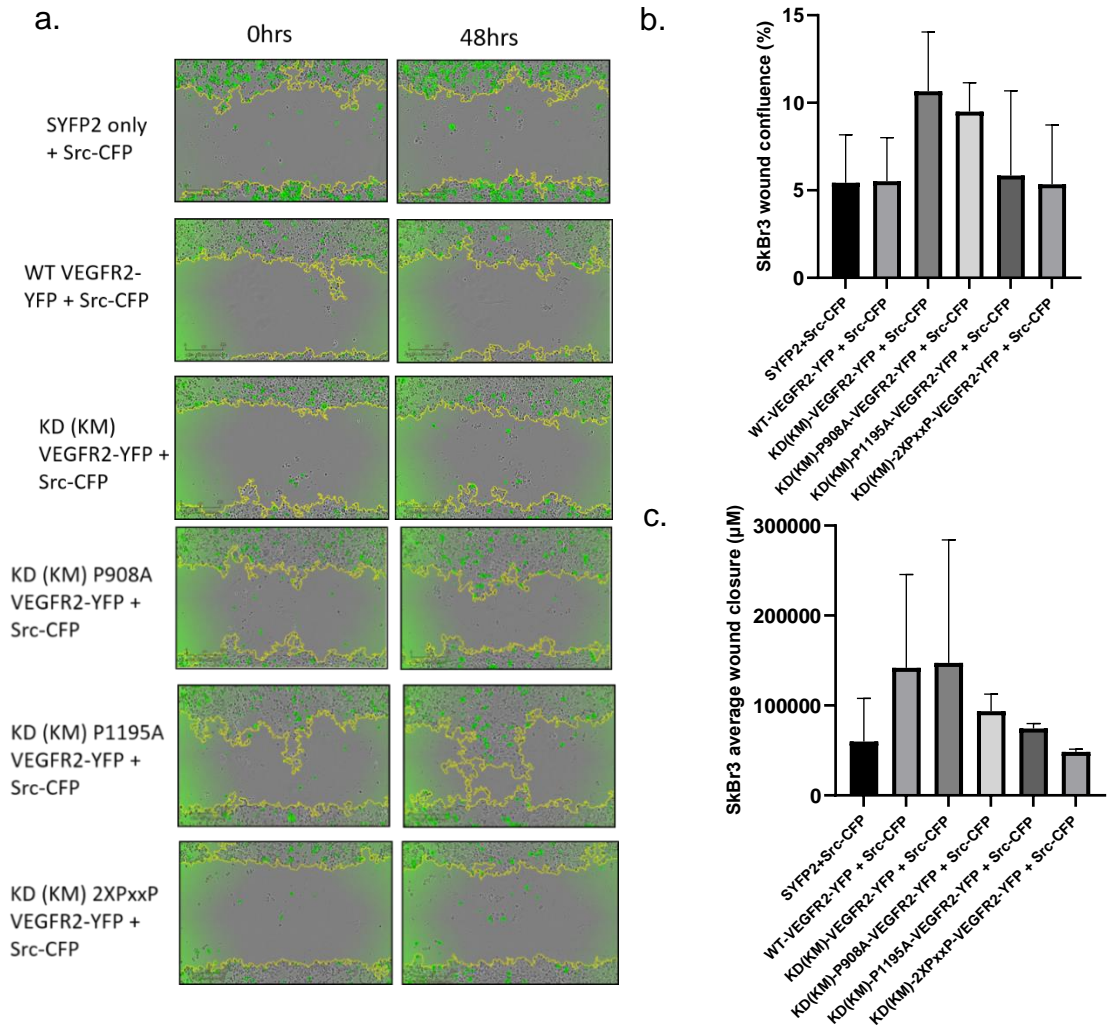 a.
0hrs
48hrs
SYFP2 only
+ Src-CFP
WT VEGFR2-
YFP + Src-CFP
KD (KM)
VEGFR2-YFP +
Src-CFP
KD (KM) P908A
VEGFR2-YFP +
Src-CFP
KD (KM) P1195A
VEGFR2-YFP +
Src-CFP
KD (KM) 2XPxxP
VEGFR2-YFP +
Src-CFP
b.
SkBr3 wound confluence (%)
15
10
5
0
SYFP2+Src-CFP
WT-VEGFR2-YFP + Src-CFP
KD(KM)-VEGFR2-YFP + Src-CFP
KD(KM)-P908A-VEGFR2-YFP + Src-CFP
KD(KM)-P1195A-VEGFR2-YFP + Src-CFP
KD(KM)-2XPxxP-VEGFR2-YFP + Src-CFP
c.
SkBr3 average wound closure (µM)
300000
200000
100000
0
SYFP2+Src-CFP
WT-VEGFR2-YFP + Src-CFP
KD(KM)-VEGFR2-YFP + Src-CFP
KD(KM)-P908A-VEGFR2-YFP + Src-CFP
KD(KM)-P1195A-VEGFR2-YFP + Src-CFP
KD(KM)-2XPxxP-VEGFR2-YFP + Src-CFP